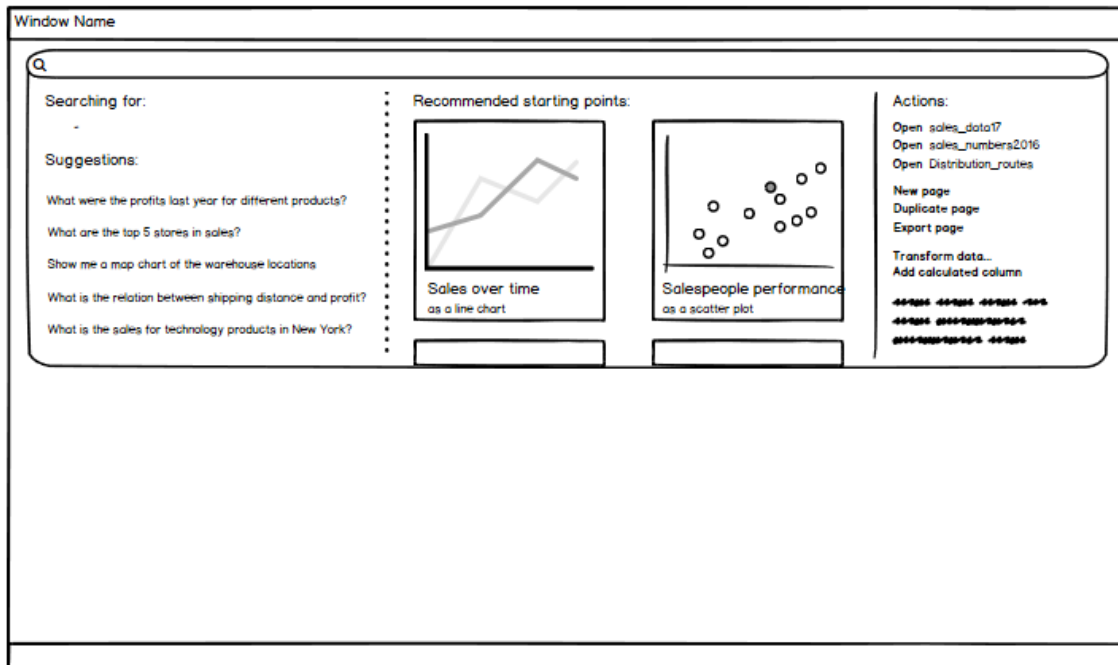 Window Name
Searching for:
-
Suggestions:
What were the profits last year for different products?
What are the top 5 stores in sales?
Show me a map chart of the warehouse locations
What is the relation between shipping distance and profit?
What is the sales for technology products in New York?
Recommended starting points:
Sales over time
as a line chart
Salespeople performance
as a scatter plot
Actions:
Open sales_data17
Open sales_numbers2016
Open Distribution_routes
New page
Duplicate page
Export page
Transform data...
Add calculated column